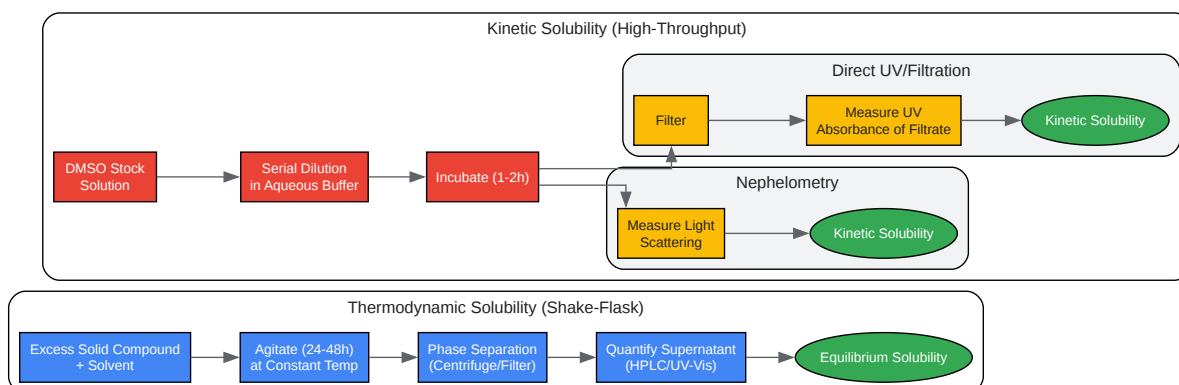 Kinetic Solubility (High-Throughput)
Direct UV/Filtration
Filter
Measure UV
Absorbance of Filtrate
Kinetic Solubility
DMSO Stock
Solution
Serial Dilution
in Aqueous Buffer
Incubate (1-2h)
Nephelometry
Measure Light
Scattering
Kinetic Solubility
Thermodynamic Solubility (Shake-Flask)
Excess Solid Compound
+ Solvent
Agitate (24-48h)
at Constant Temp
Phase Separation
(Centrifuge/Filter)
Quantify Supernatant
(HPLC/UV-Vis)
Equilibrium Solubility